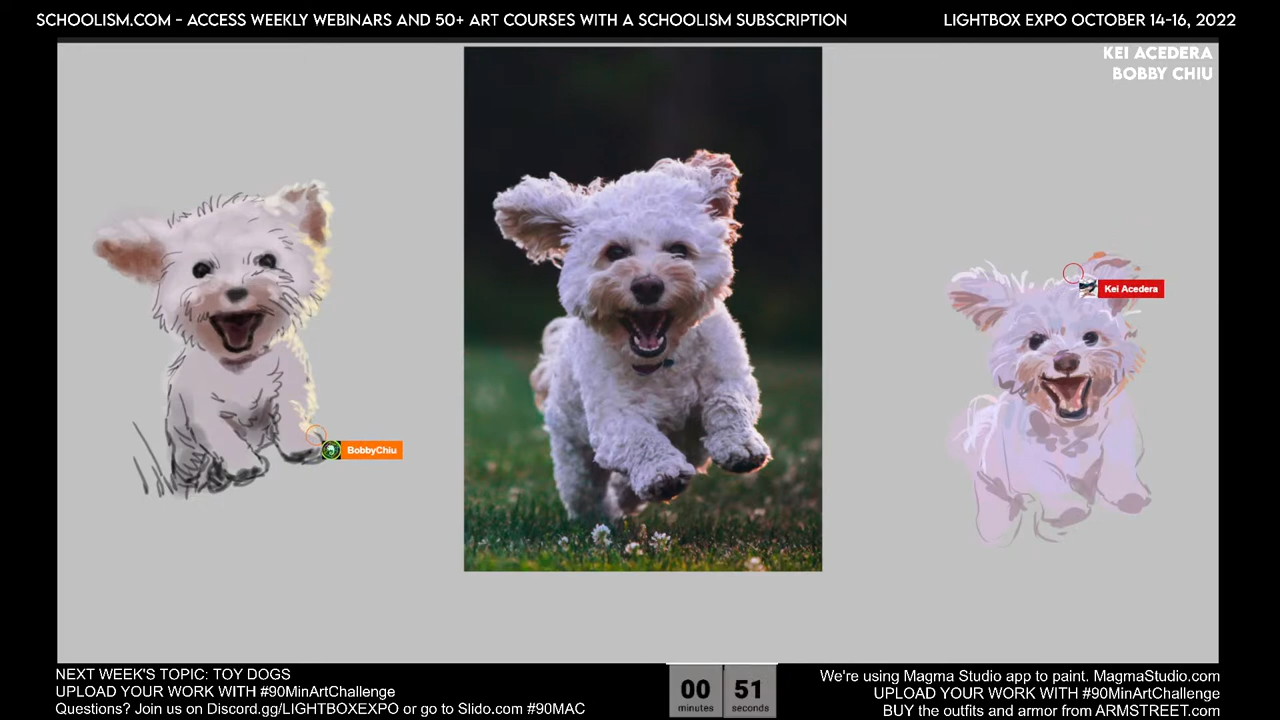 SCHOOLISM.COM – ACCESS WEEKLY WEBINARS AND 50+ ART COURSES WITH A SCHOOLISM SUBSCRIPTION
LIGHTBOX EXPO OCTOBER 14-16, 2022
KEI ACEDERA
BOBBY CHIU
Kei Acedera
BobbyChiu
NEXT WEEK'S TOPIC: TOY DOGS
UPLOAD YOUR WORK WITH #90MinArtChallenge
Questions? Join us on Discord.gg/LIGHTBOXEXPO or go to Slido.com #90MAC
00 51
minutes seconds
We're using Magma Studio app to paint. MagmaStudio.com
UPLOAD YOUR WORK WITH #90MinArtChallenge
BUY the outfits and armor from ARMSTREET.com